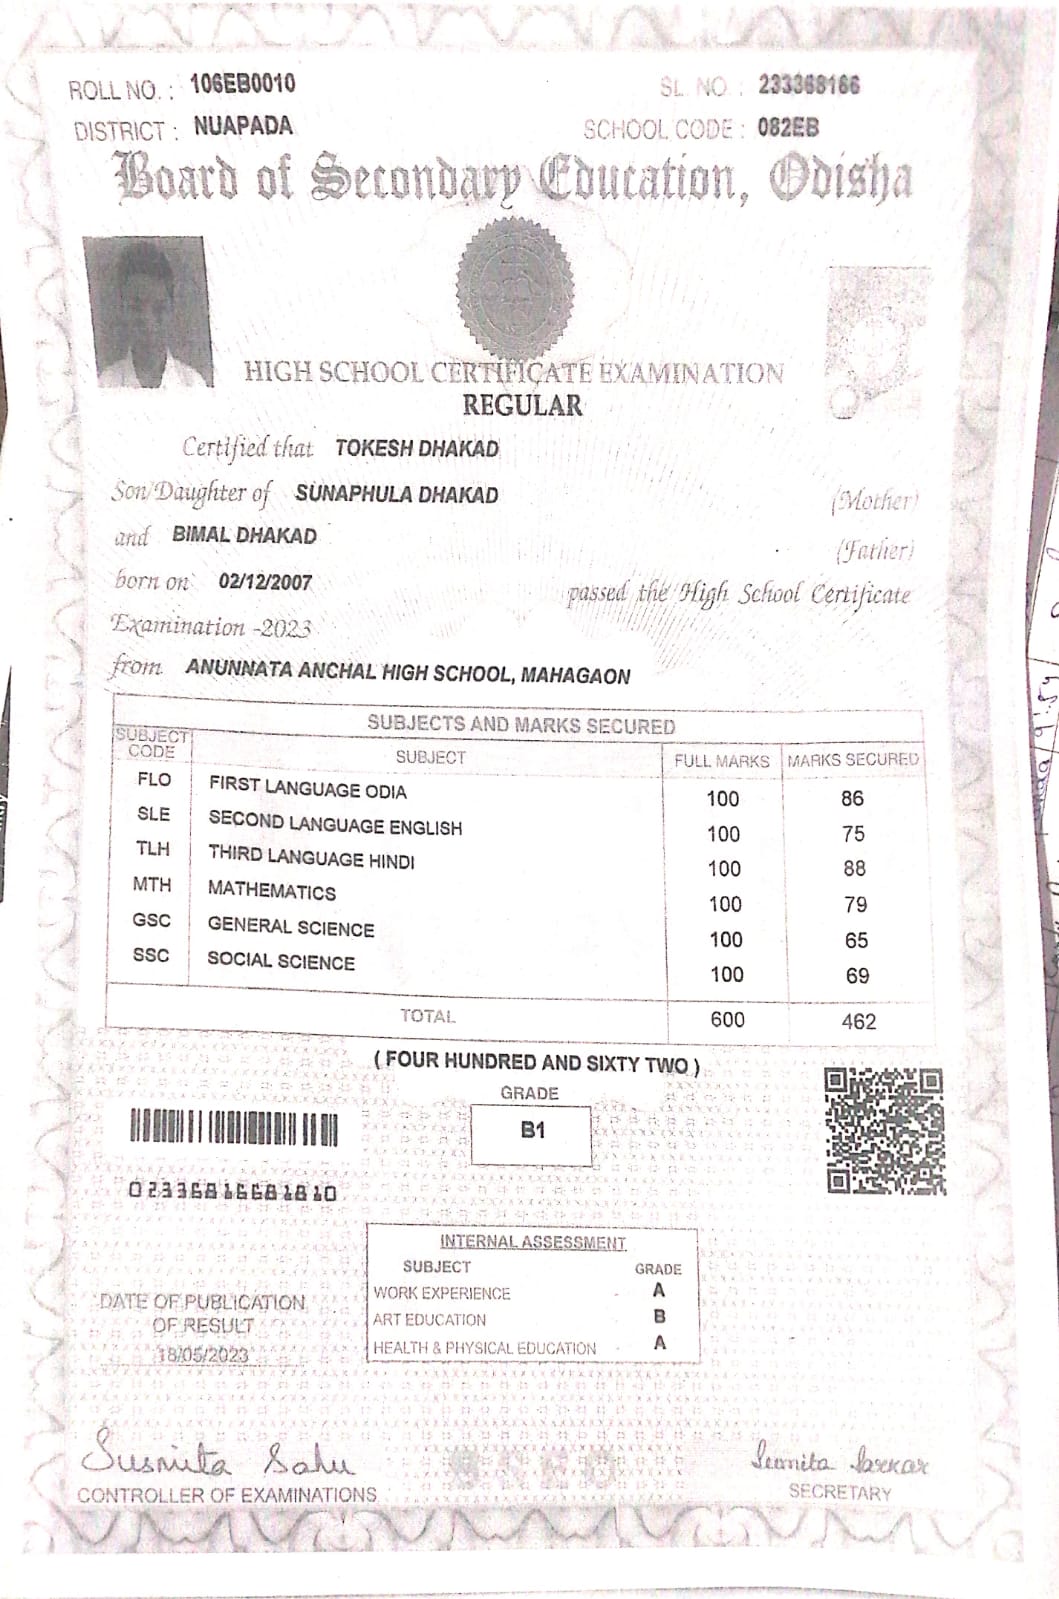 ROLL NO. : 106EB0010
SL. NO. : 233368166
DISTRICT : NUAPADA
SCHOOL CODE : 082EB
Board of Secondary Education, Odisha
HIGH SCHOOL CERTIFICATE EXAMINATION
REGULAR
Certified that TOKESH DHAKAD
Son/Daughter of SUNAPHULA DHAKAD (Mother)
and BIMAL DHAKAD (Father)
born on 02/12/2007 passed the High School Certificate
Examination -2023
from ANUNNATA ANCHAL HIGH SCHOOL, MAHAGAON
SUBJECTS AND MARKS SECURED
SUBJECT CODE SUBJECT FULL MARKS MARKS SECURED
FLO FIRST LANGUAGE ODIA 100 86
SLE SECOND LANGUAGE ENGLISH 100 75
TLH THIRD LANGUAGE HINDI 100 88
MTH MATHEMATICS 100 79
GSC GENERAL SCIENCE 100 65
SSC SOCIAL SCIENCE 100 69
TOTAL 600 462
( FOUR HUNDRED AND SIXTY TWO )
GRADE
B1
INTERNAL ASSESSMENT
SUBJECT GRADE
WORK EXPERIENCE A
ART EDUCATION B
HEALTH & PHYSICAL EDUCATION A
DATE OF PUBLICATION
OF RESULT
18/05/2023
Susmita Sahu
CONTROLLER OF EXAMINATIONS
Sarkar
SECRETARY